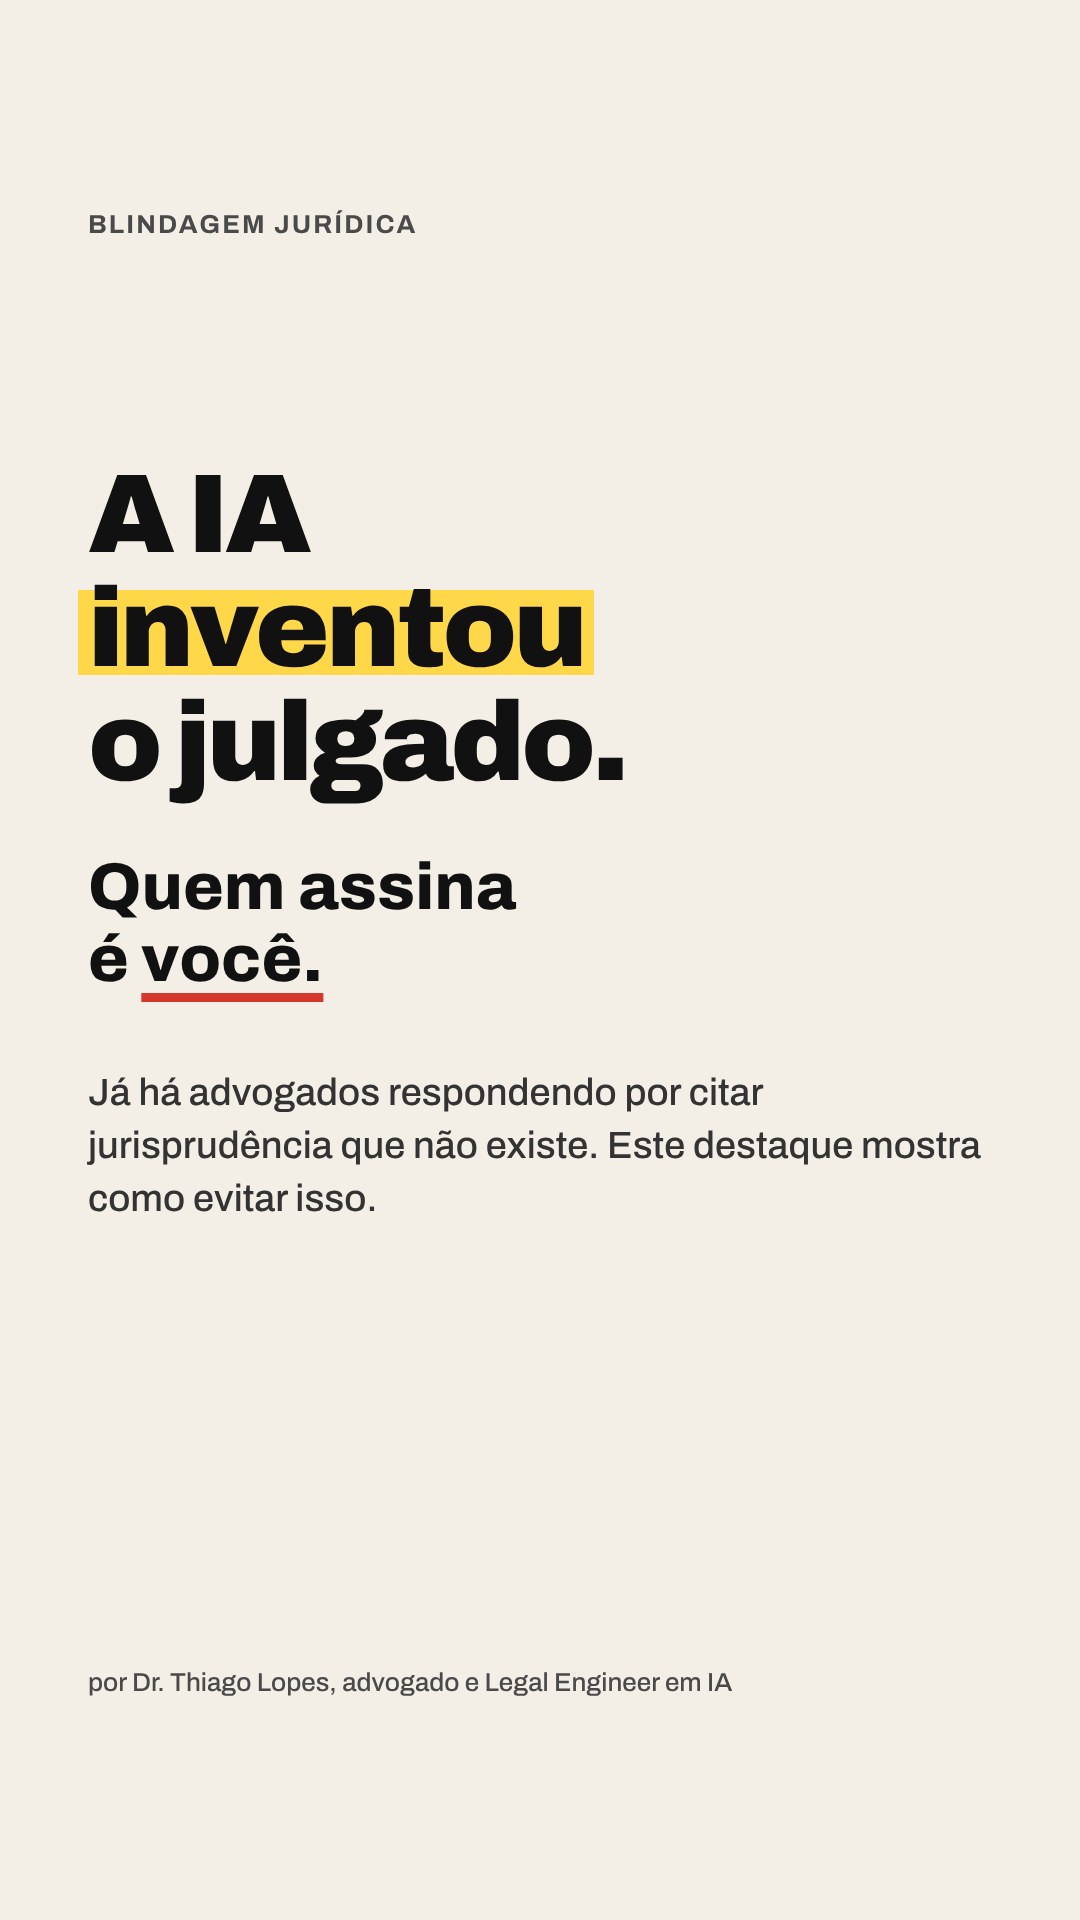 BLINDAGEM JURÍDICA
A IA
inventou
o julgado.
Quem assina
é você.
Já há advogados respondendo por citar
jurisprudência que não existe. Este destaque mostra
como evitar isso.
por Dr. Thiago Lopes, advogado e Legal Engineer em IA